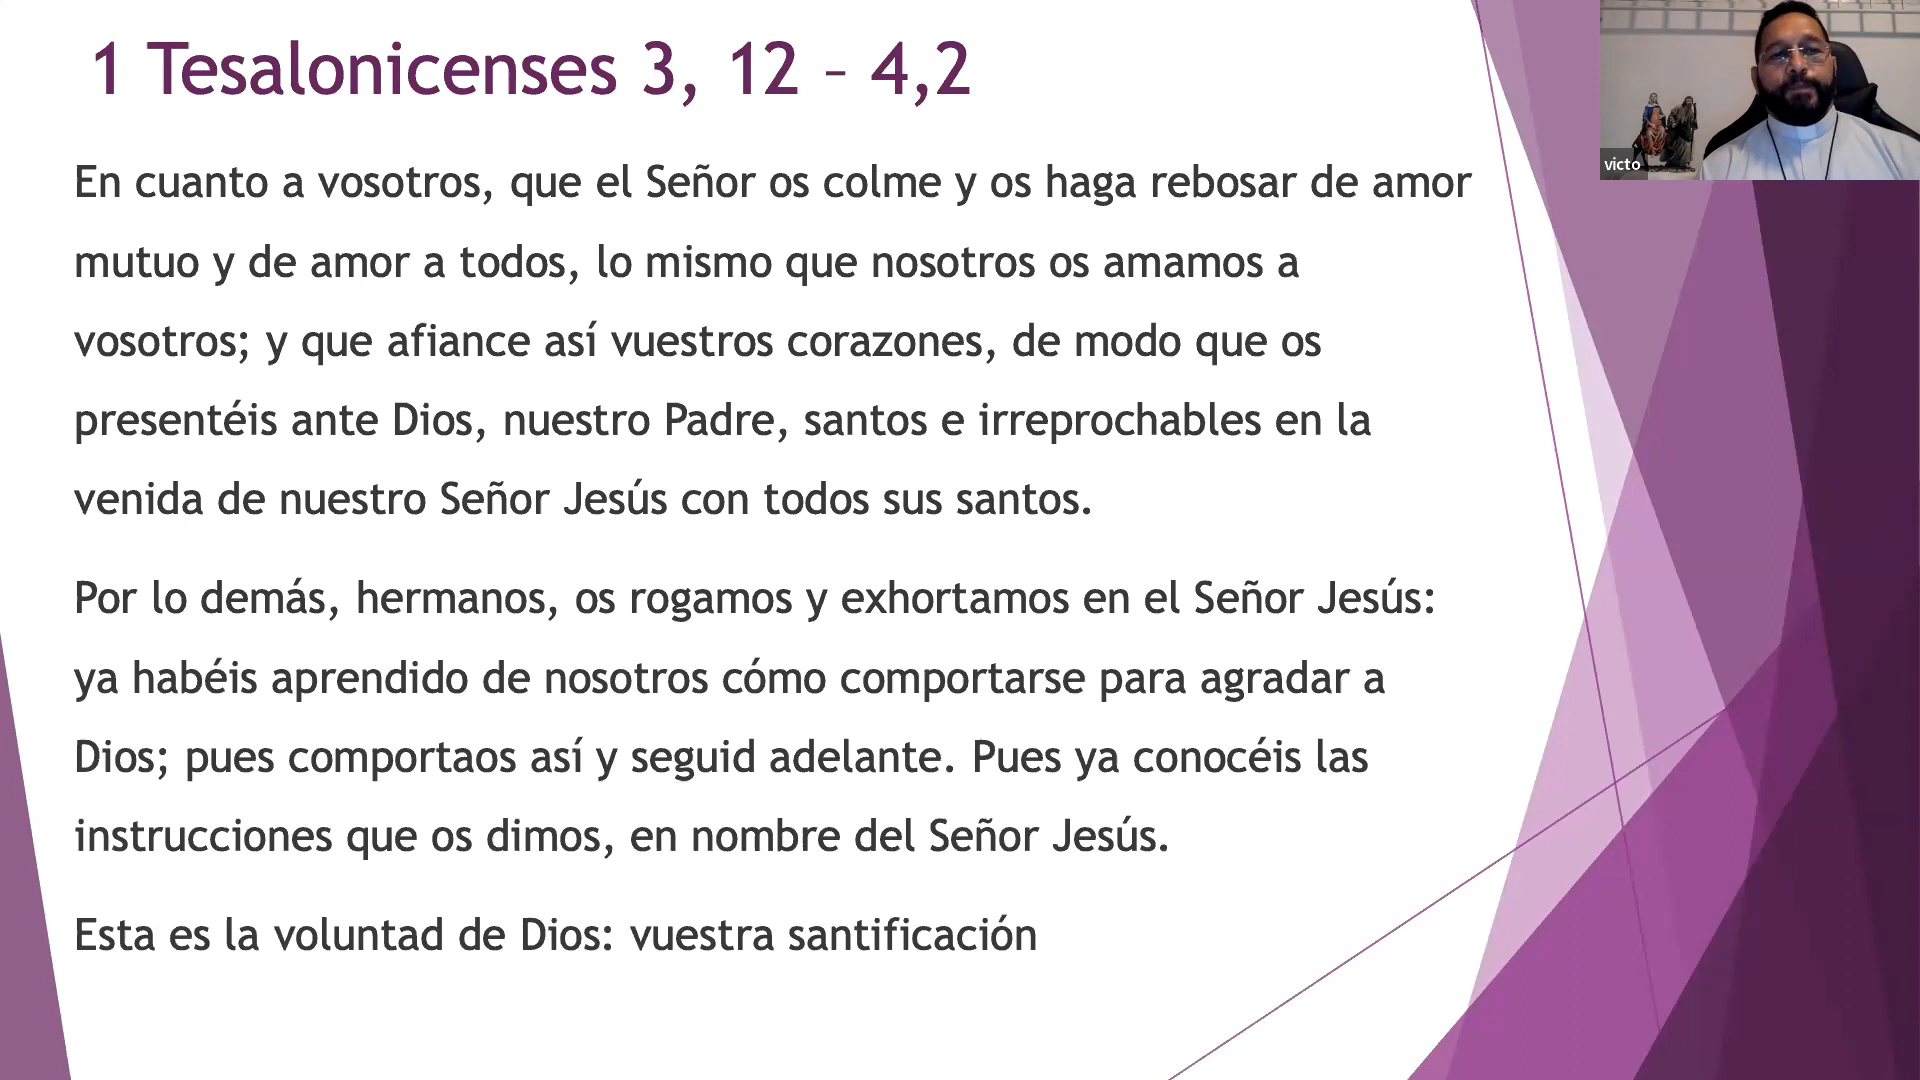 1 Tesalonicenses 3, 12 – 4,2
En cuanto a vosotros, que el Señor os colme y os haga rebosar de amor
mutuo y de amor a todos, lo mismo que nosotros os amamos a
vosotros; y que afiance así vuestros corazones, de modo que os
presentéis ante Dios, nuestro Padre, santos e irreprochables en la
venida de nuestro Señor Jesús con todos sus santos.
Por lo demás, hermanos, os rogamos y exhortamos en el Señor Jesús:
ya habéis aprendido de nosotros cómo comportarse para agradar a
Dios; pues comportaos así y seguid adelante. Pues ya conocéis las
instrucciones que os dimos, en nombre del Señor Jesús.
Esta es la voluntad de Dios: vuestra santificación
victo